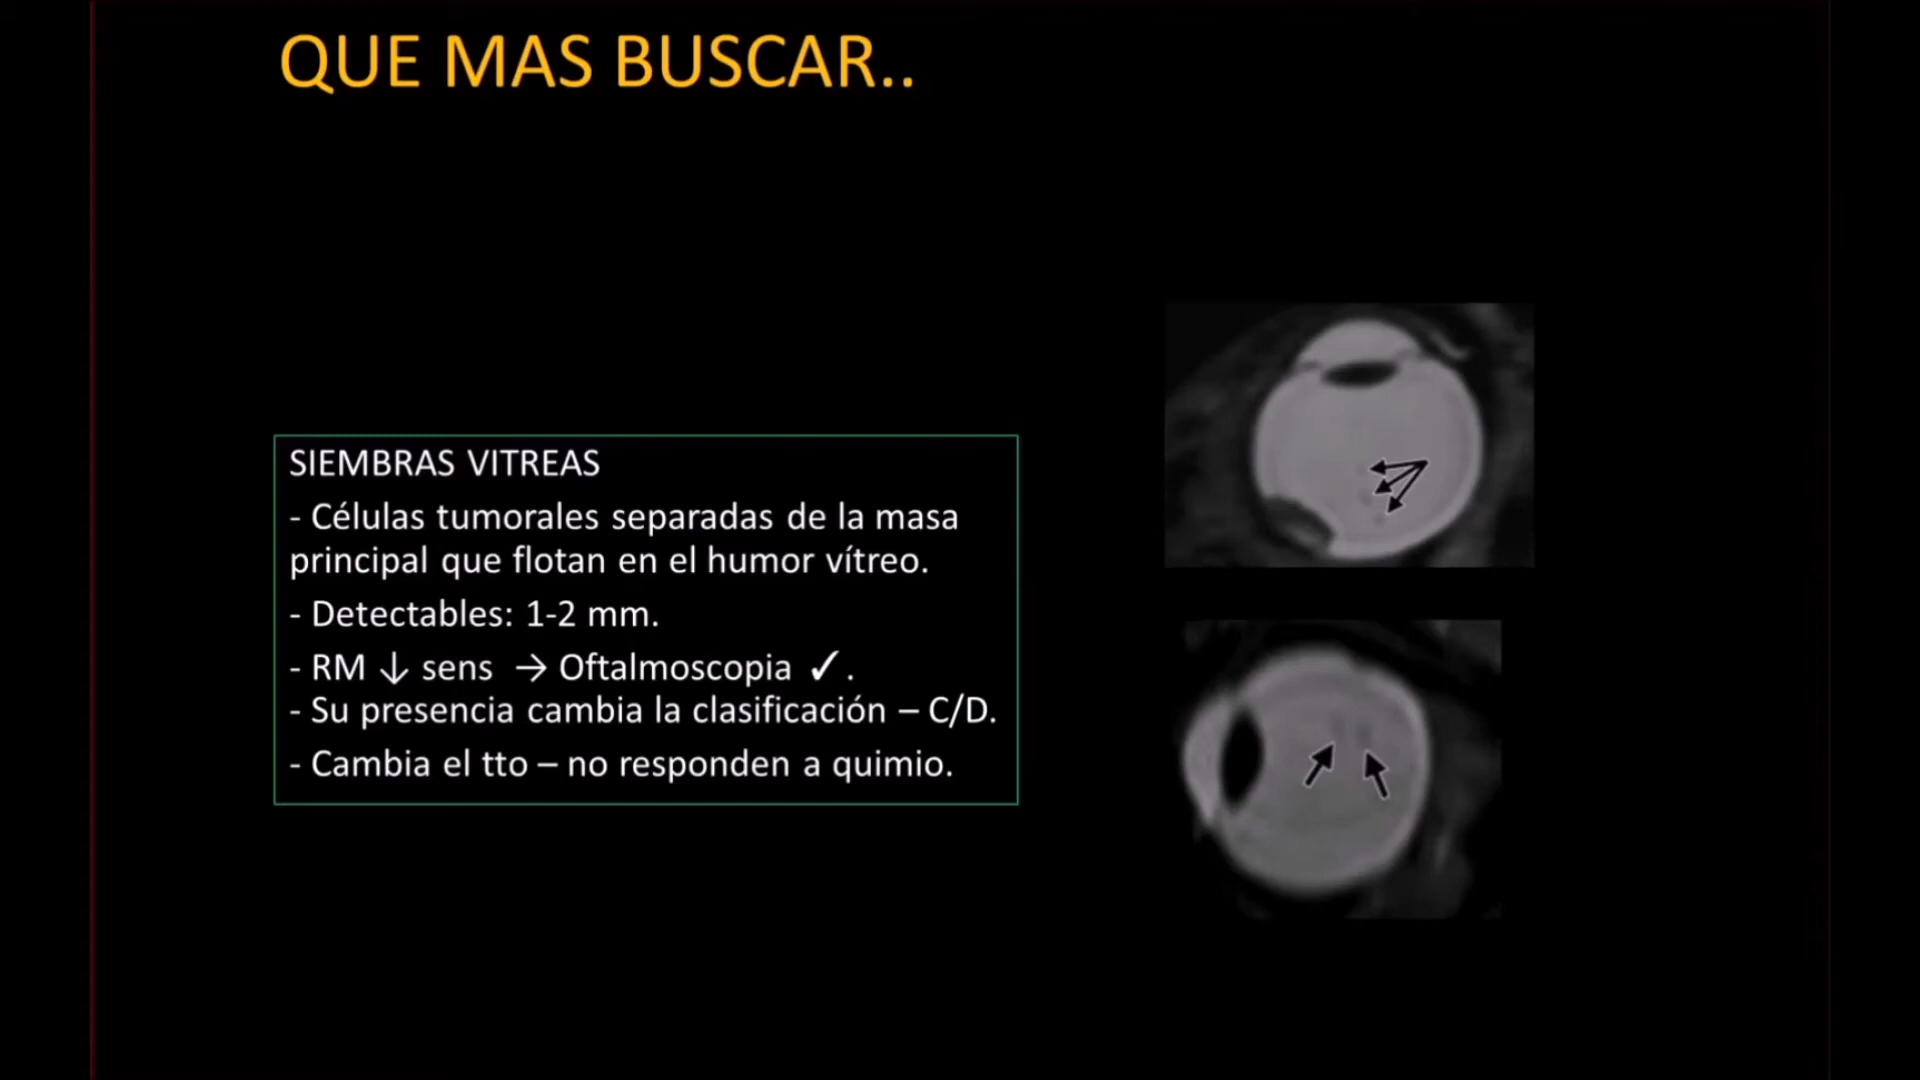 QUE MAS BUSCAR..
SIEMBRAS VITREAS
- Células tumorales separadas de la masa
principal que flotan en el humor vítreo.
- Detectables: 1-2 mm.
- RM ↓ sens → Oftalmoscopia ✓.
- Su presencia cambia la clasificación – C/D.
- Cambia el tto – no responden a quimio.